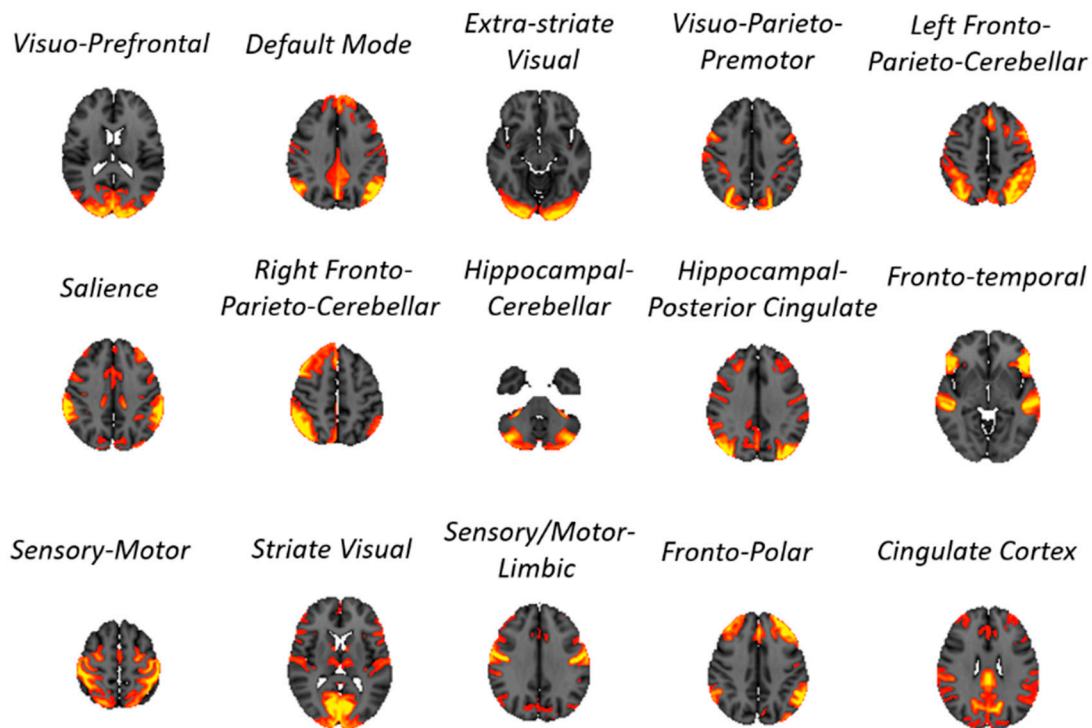 Visuo-Prefrontal
Default Mode
Extra-striate
Visual
Visuo-Parieto-
Premotor
Left Fronto-
Parieto-Cerebellar
Salience
Right Fronto-
Parieto-Cerebellar
Hippocampal-
Cerebellar
Hippocampal-
Posterior Cingulate
Fronto-temporal
Sensory-Motor
Striate Visual
Sensory/Motor-
Limbic
Fronto-Polar
Cingulate Cortex